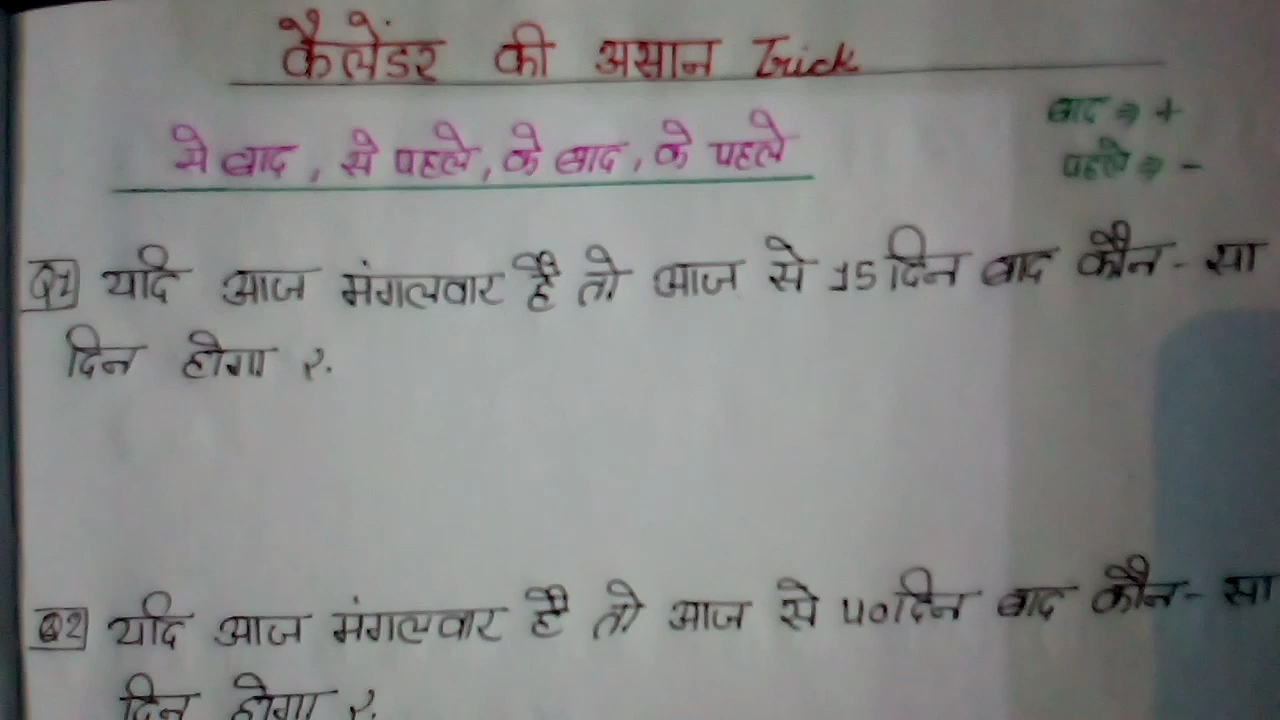 कैलेंडर की असान Trick
से बाद, से पहले, के बाद, के पहले
बाद ⇒ +
पहले ⇒ -
Q1 यदि आज मंगलवार है तो आज से 15 दिन बाद कौन-सा
दिन होगा ?.
Q2 यदि आज मंगलवार है तो आज से 40 दिन बाद कौन-सा
दिन होगा ?.